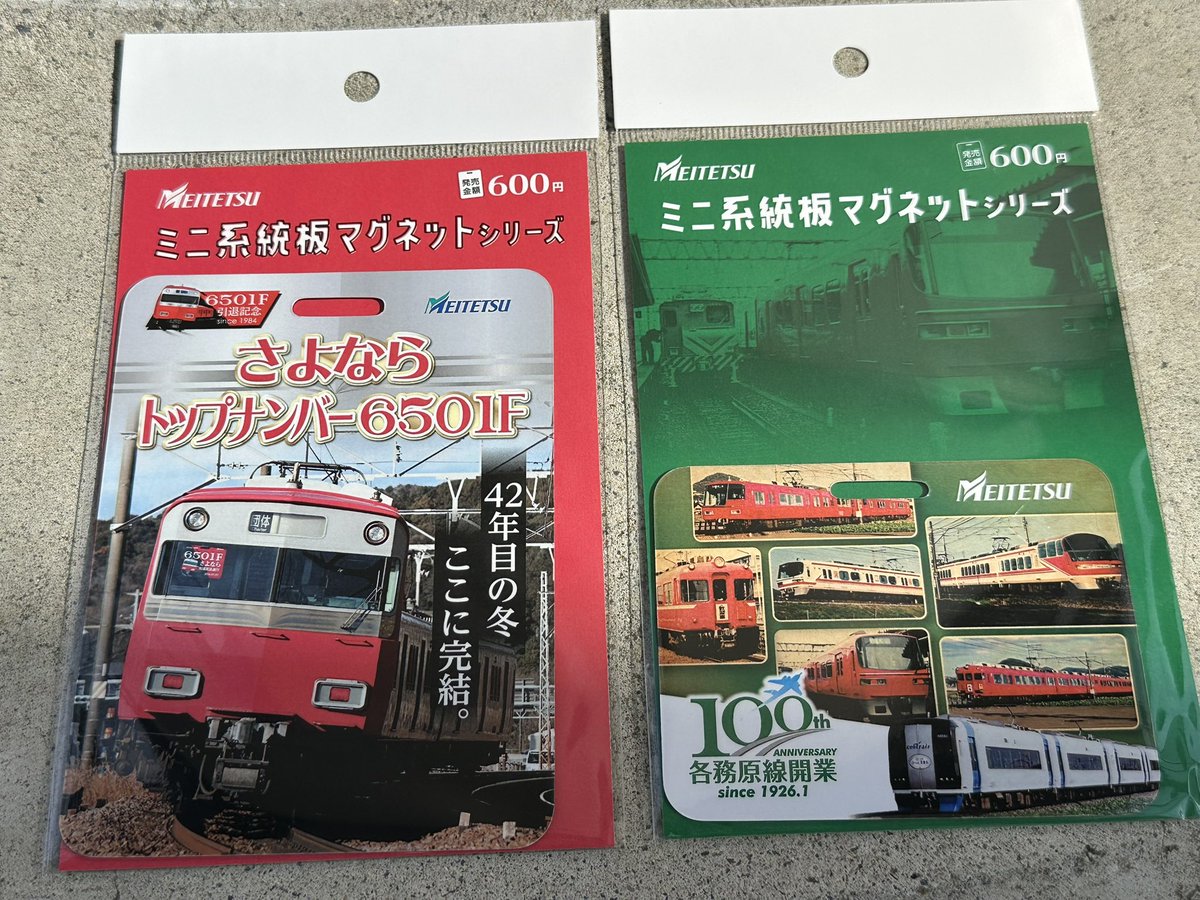 MEITETSU
発売金額 600円
ミニ系統板マグネットシリーズ
6501F
引退記念
since 1984
MEITETSU
さよなら
トップナンバー6501F
団体
6501F
さよなら
42年目の冬
ここに完結。
MEITETSU
発売金額 600円
ミニ系統板マグネットシリーズ
MEITETSU
100th
ANNIVERSARY
各務原線開業
since 1926.1